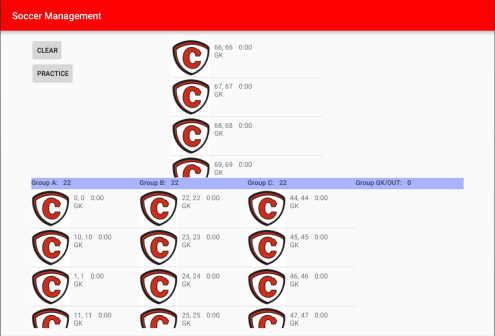 Soccer Management
CLEAR
PRACTICE
C 66, 66 0:00
GK
C 67, 67 0:00
GK
C 68, 68 0:00
GK
C 69, 69 0:00
GK
Group A: 22 Group B: 22 Group C: 22 Group GK/OUT: 0
C 0, 0 0:00 C 22, 22 0:00 C 44, 44 0:00
GK GK GK
C 10, 10 0:00 C 23, 23 0:00 C 45, 45 0:00
GK GK GK
C 1, 1 0:00 C 24, 24 0:00 C 46, 46 0:00
GK GK GK
C 11, 11 0:00 C 25, 25 0:00 C 47, 47 0:00
GK GK GK